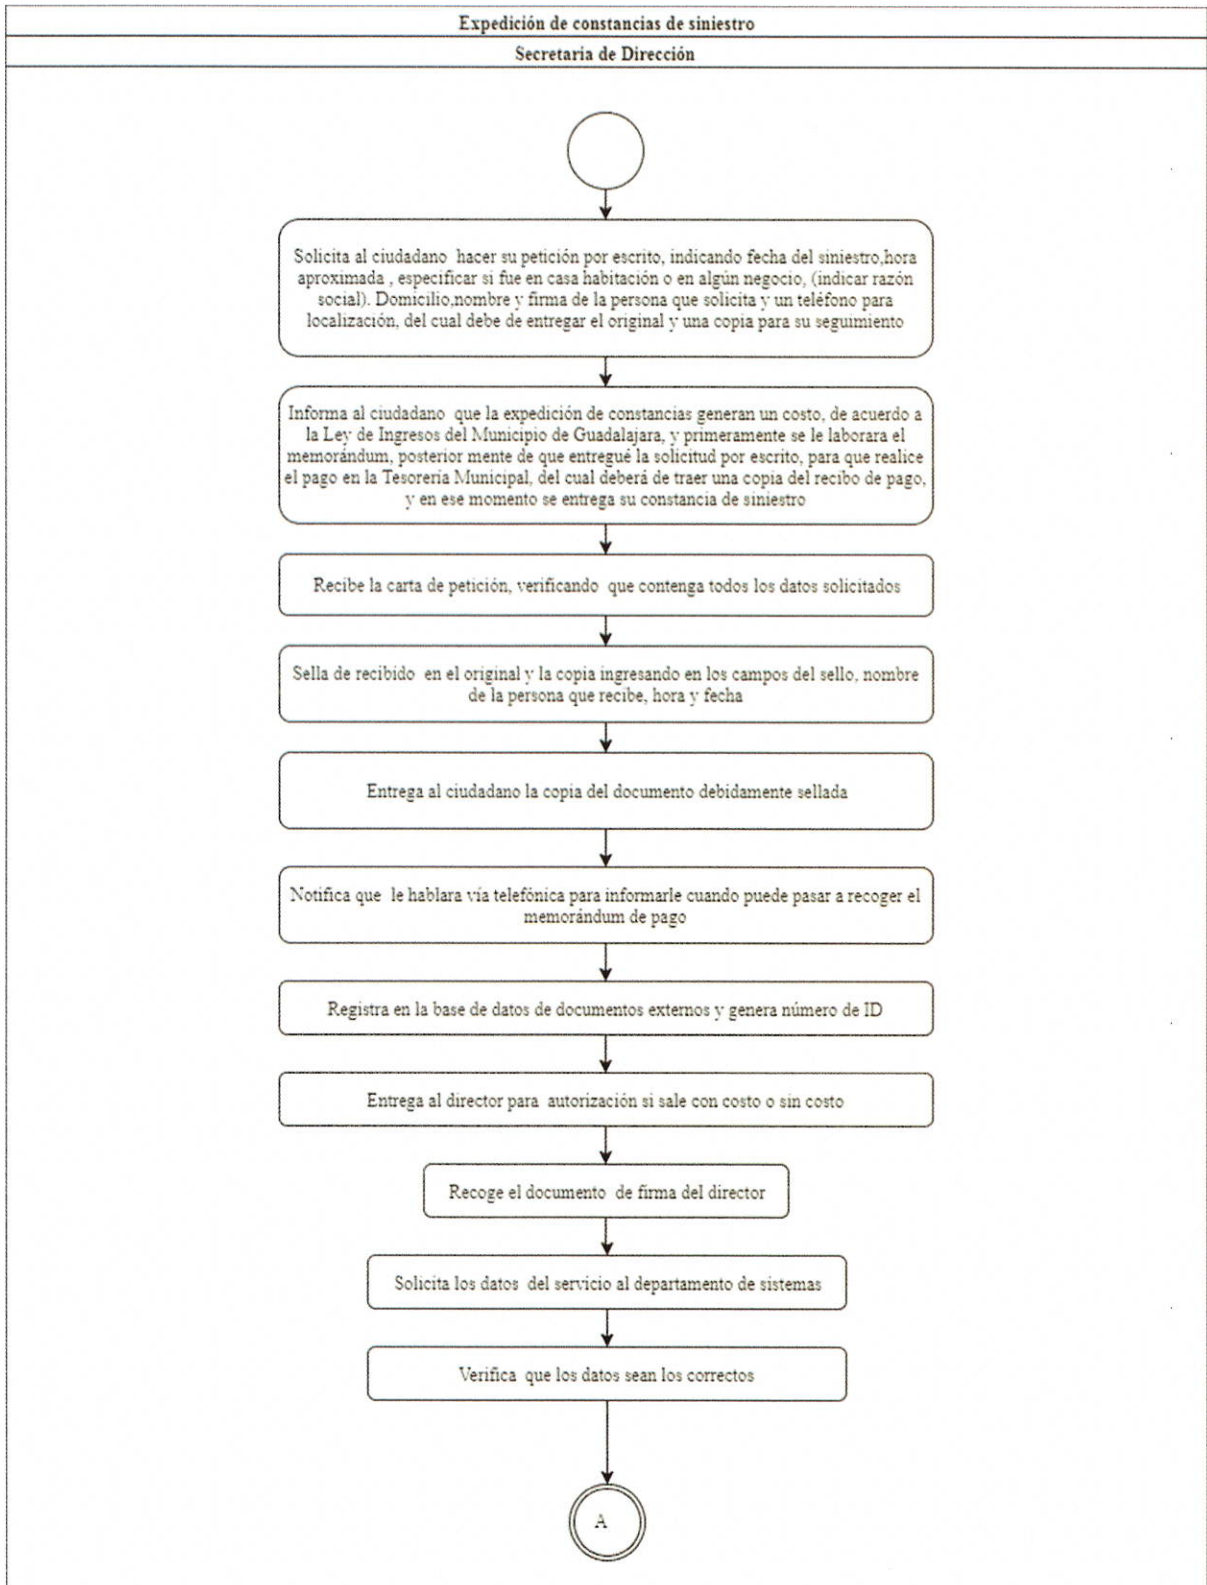 Expedición de constancias de siniestro
Secretaria de Dirección
Solicita al ciudadano hacer su petición por escrito, indicando fecha del siniestro,hora
aproximada , especificar si fue en casa habitación o en algún negocio, (indicar razón
social). Domicilio,nombre y firma de la persona que solicita y un teléfono para
localización, del cual debe de entregar el original y una copia para su seguimiento
Informa al ciudadano que la expedición de constancias generan un costo, de acuerdo a
la Ley de Ingresos del Municipio de Guadalajara, y primeramente se le laborara el
memorándum, posterior mente de que entregué la solicitud por escrito, para que realice
el pago en la Tesorería Municipal, del cual deberá de traer una copia del recibo de pago,
y en ese momento se entrega su constancia de siniestro
Recibe la carta de petición, verificando que contenga todos los datos solicitados
Sella de recibido en el original y la copia ingresando en los campos del sello, nombre
de la persona que recibe, hora y fecha
Entrega al ciudadano la copia del documento debidamente sellada
Notifica que le hablara vía telefónica para informarle cuando puede pasar a recoger el
memorándum de pago
Registra en la base de datos de documentos externos y genera número de ID
Entrega al director para autorización si sale con costo o sin costo
Recoge el documento de firma del director
Solicita los datos del servicio al departamento de sistemas
Verifica que los datos sean los correctos
A